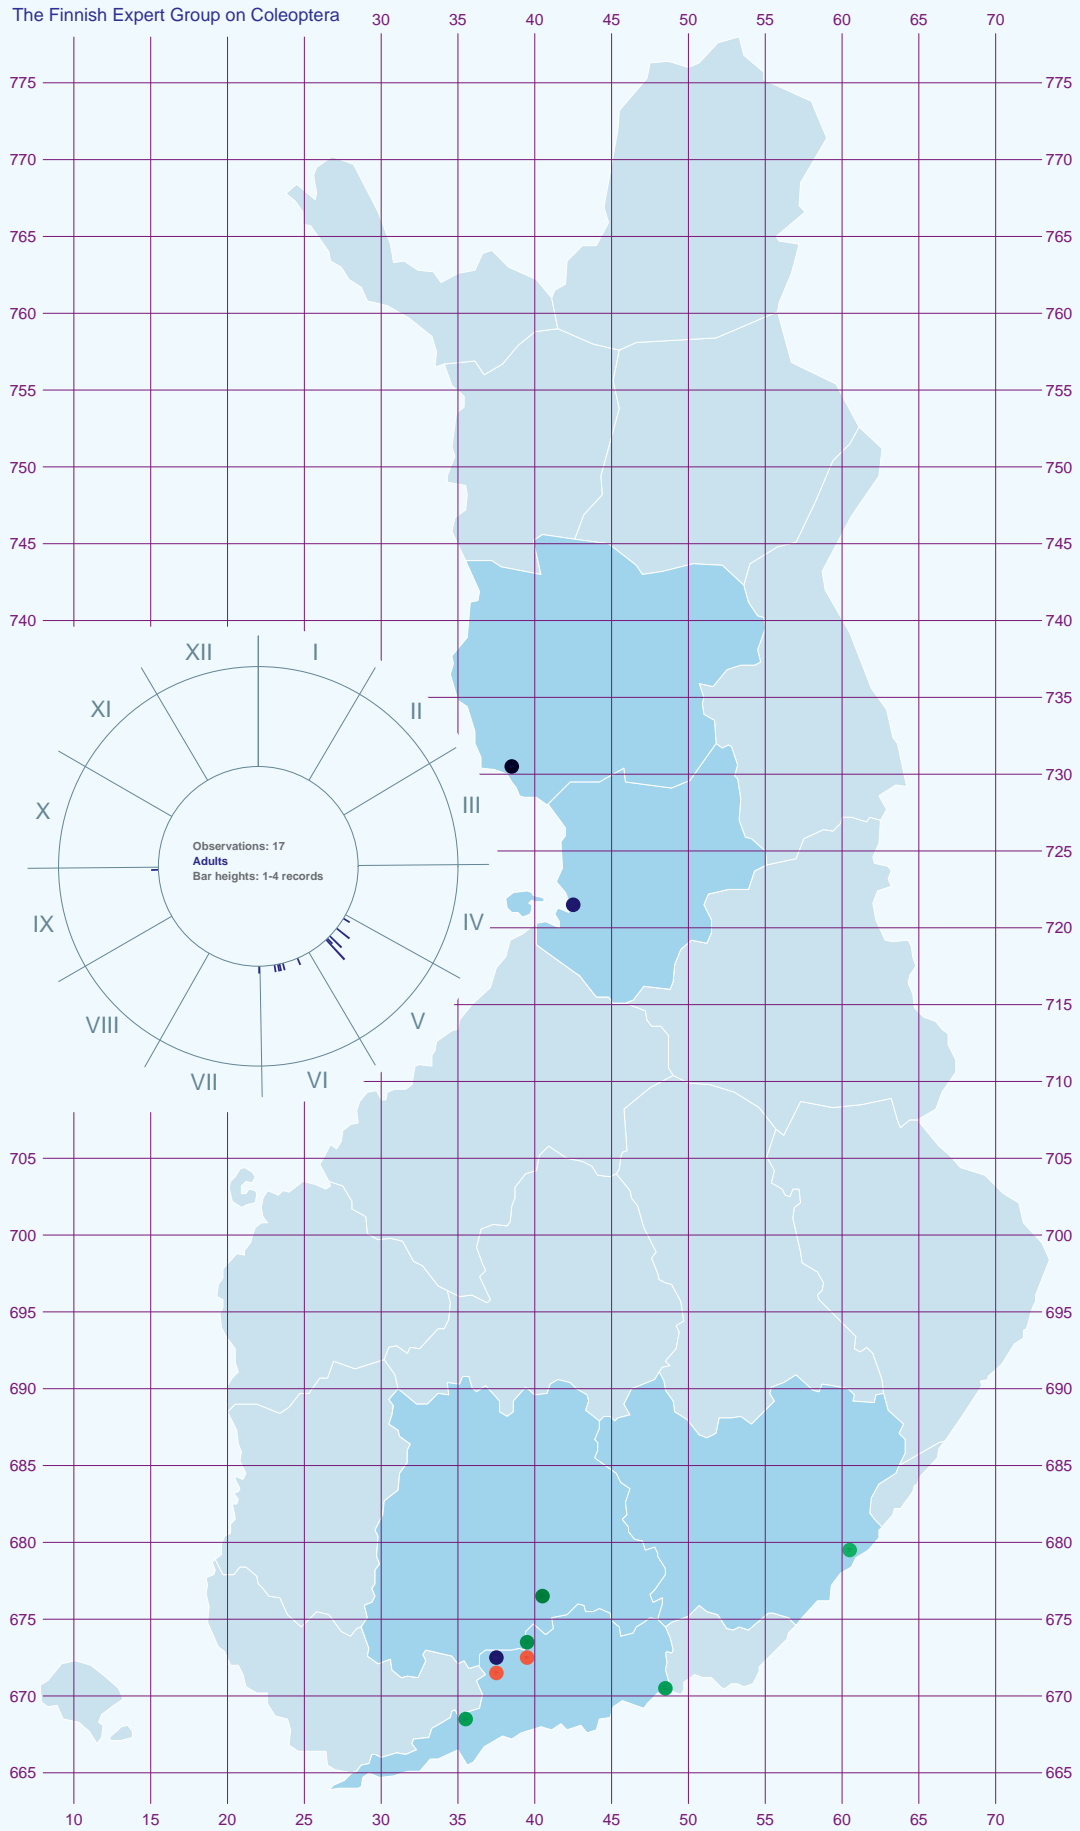 The Finnish Expert Group on Coleoptera
30 35 40 45 50 55 60 65 70
775 775
770 770
765 765
760 760
755 755
750 750
745 745
740 740
XII I
XI II
735
730
X III
Observations: 17
Adults
Bar heights: 1-4 records
725
IX IV 720
715
VIII V
VII VI
710
705 705
700 700
695 695
690 690
685 685
680 680
675 675
670 670
665 665
10 15 20 25 30 35 40 45 50 55 60 65 70